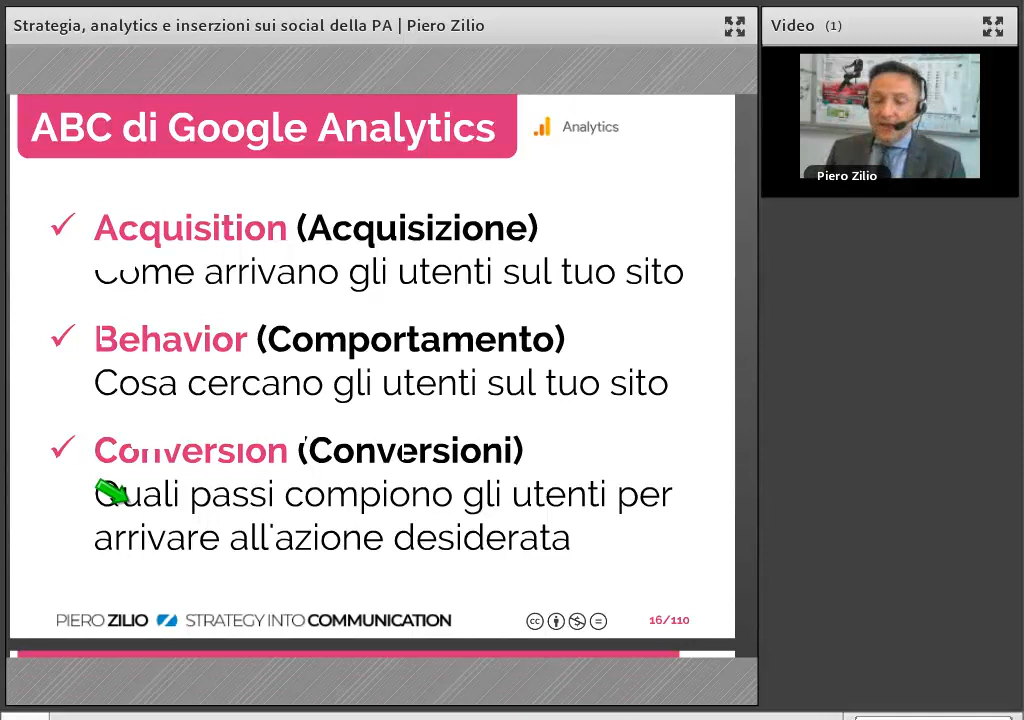 Strategia, analytics e inserzioni sui social della PA | Piero Zilio
Video (1)
Piero Zilio
ABC di Google Analytics
Analytics
Acquisition (Acquisizione)
Come arrivano gli utenti sul tuo sito
Behavior (Comportamento)
Cosa cercano gli utenti sul tuo sito
Conversion (Conversioni)
Quali passi compiono gli utenti per
arrivare all'azione desiderata
PIERO ZILIO STRATEGY INTO COMMUNICATION
cc
16/110